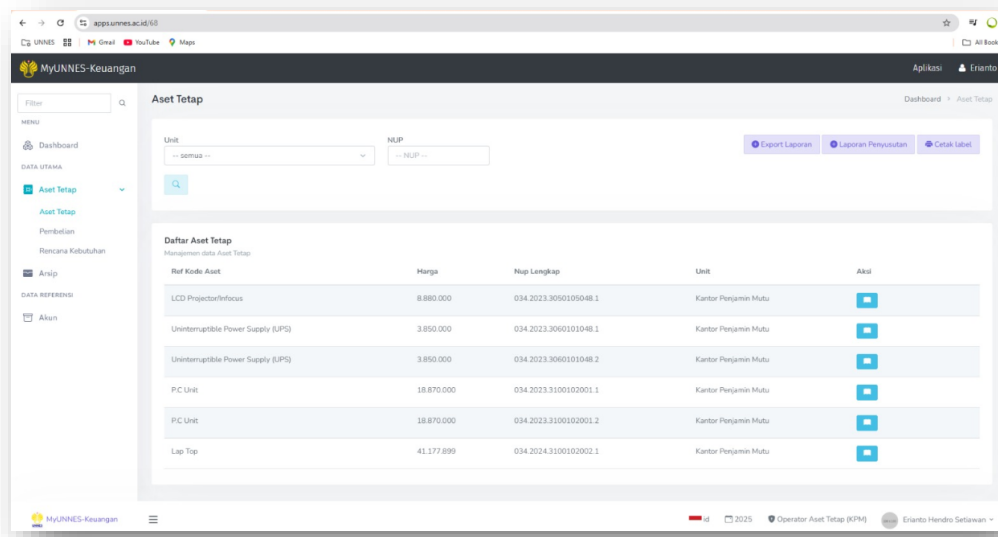 apps.unnes.ac.id/68
UNNES Gmail YouTube Maps All Book
MyUNNES-Keuangan Aplikasi Erianto
Filter
MENU
Dashboard
DATA UTAMA
Aset Tetap
Aset Tetap
Pembelian
Rencana Kebutuhan
Arsip
DATA REFERENSI
Akun
Aset Tetap Dashboard > Aset Tetap
Unit NUP
-- semua -- -- NUP --
Export Laporan Laporan Penyusutan Cetak label
Daftar Aset Tetap
Manajemen data Aset Tetap
Ref Kode Aset Harga Nup Lengkap Unit Aksi
LCD Projector/Infocus 8.880.000 034.2023.3050105048.1 Kantor Penjamin Mutu
Uninterruptible Power Supply (UPS) 3.850.000 034.2023.3060101048.1 Kantor Penjamin Mutu
Uninterruptible Power Supply (UPS) 3.850.000 034.2023.3060101048.2 Kantor Penjamin Mutu
P.C Unit 18.870.000 034.2023.3100102001.1 Kantor Penjamin Mutu
P.C Unit 18.870.000 034.2023.3100102001.2 Kantor Penjamin Mutu
Lap Top 41.177.899 034.2024.3100102002.1 Kantor Penjamin Mutu
MyUNNES-Keuangan id 2025 Operator Aset Tetap (KPM) Erianto Hendro Setiawan